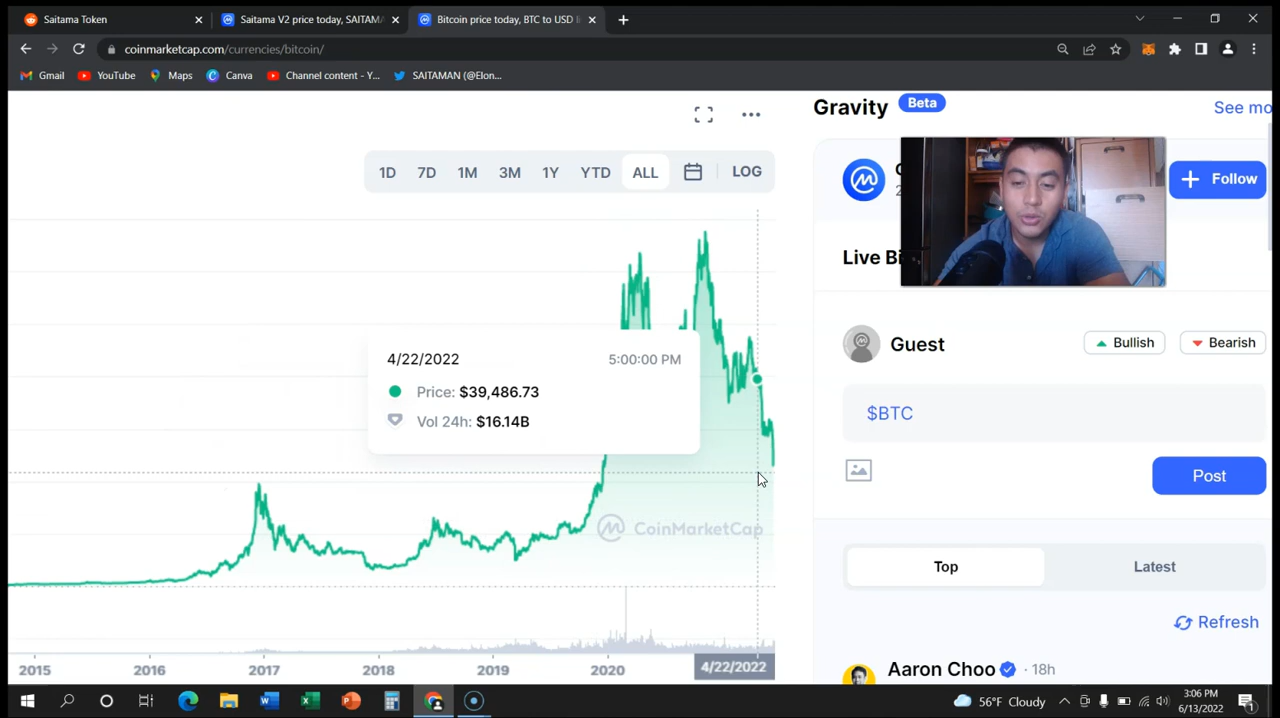 Saitama Token
Saitama V2 price today, SAITAMA
Bitcoin price today, BTC to USD li
coinmarketcap.com/currencies/bitcoin/
Gmail
YouTube
Maps
Canva
Channel content - Y...
SAITAMAN (@Elon...
Gravity
Beta
See mo
1D
7D
1M
3M
1Y
YTD
ALL
LOG
+ Follow
Live Bi
4/22/2022
5:00:00 PM
Price: $39,486.73
Vol 24h: $16.14B
Guest
Bullish
Bearish
$BTC
Post
CoinMarketCap
Top
Latest
Refresh
2015
2016
2017
2018
2019
2020
4/22/2022
Aaron Choo
· 18h
56°F Cloudy
3:06 PM
6/13/2022
1